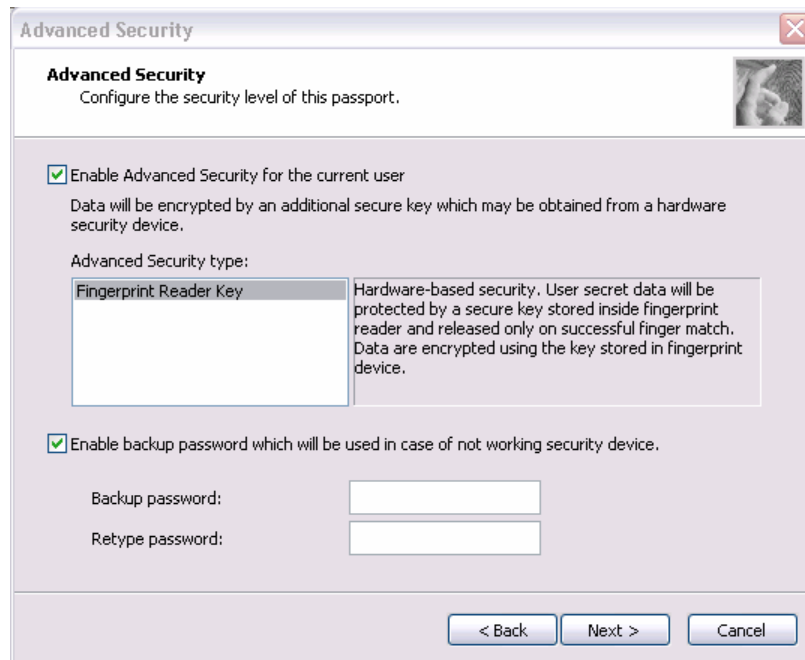 Advanced Security
Advanced Security
Configure the security level of this passport.
Enable Advanced Security for the current user
Data will be encrypted by an additional secure key which may be obtained from a hardware
security device.
Advanced Security type:
Fingerprint Reader Key
Hardware-based security. User secret data will be
protected by a secure key stored inside fingerprint
reader and released only on successful finger match.
Data are encrypted using the key stored in fingerprint
device.
Enable backup password which will be used in case of not working security device.
Backup password:
Retype password:
< Back
Next >
Cancel